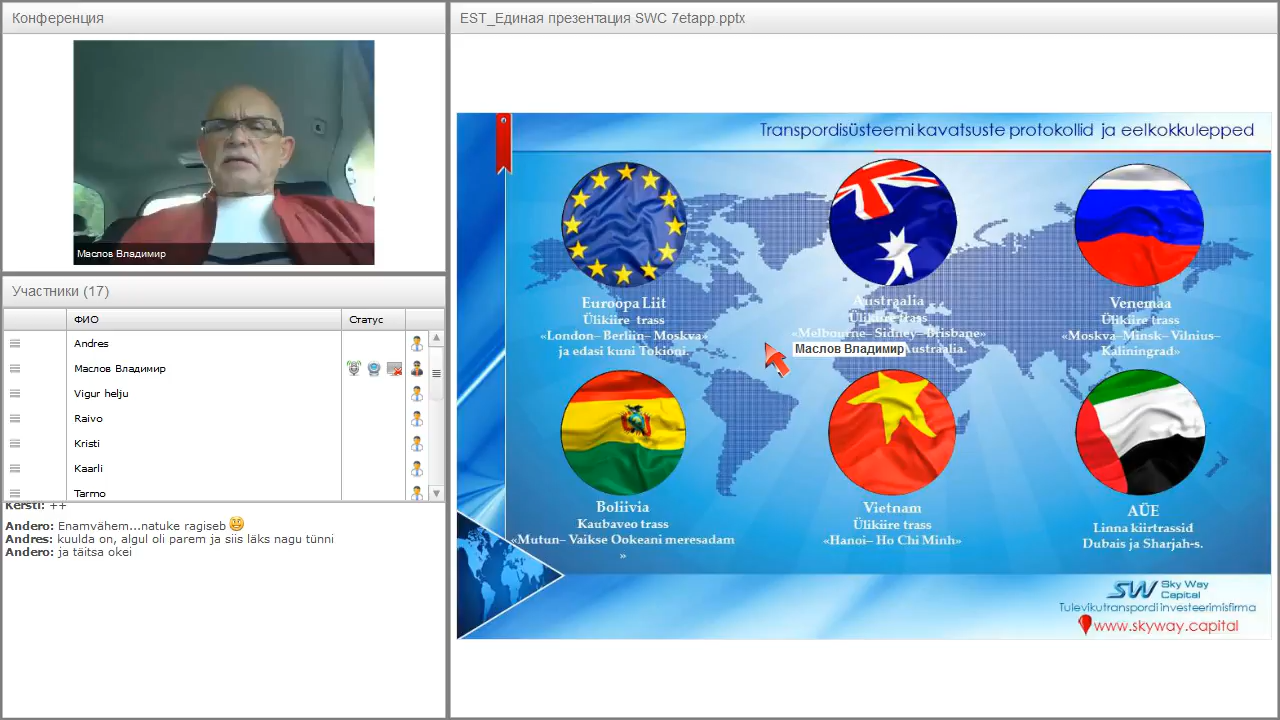 Конференция
Маслов Владимир
Участники (17)
ФИО
Статус
Andres
Маслов Владимир
Vigur helju
Raivo
Kristi
Kaarli
Tarmo
Kersti: ++
Andero: Enamvähem...natuke ragiseb
Andres: kuulda on, algul oli parem ja siis läks nagu tünni
Andero: ja täitsa okei
EST_Единая презентация SWC 7etapp.pptx
Transpordisüsteemi kavatsuste protokollid ja eelkokkulepped
Euroopa Liit
Ülikiire trass
«London– Berliin– Moskva»
ja edasi kuni Tokioni.
Austraalia
Ülikiire trass
«Melbourne– Sidney– Brisbane»
Austraalia.
Маслов Владимир
Venemaa
Ülikiire trass
«Moskva–Minsk– Vilnius–
Kaliningrad»
Boliivia
Kaubaveo trass
«Mutun– Vaikse Ookeani meresadam
»
Vietnam
Ülikiire trass
«Hanoi– Ho Chi Minh»
AÜE
Linna kiirtrassid
Dubais ja Sharjah-s.
SW Sky Way
Capital
Tulevikutranspordi investeerimisfirma
www.skyway.capital